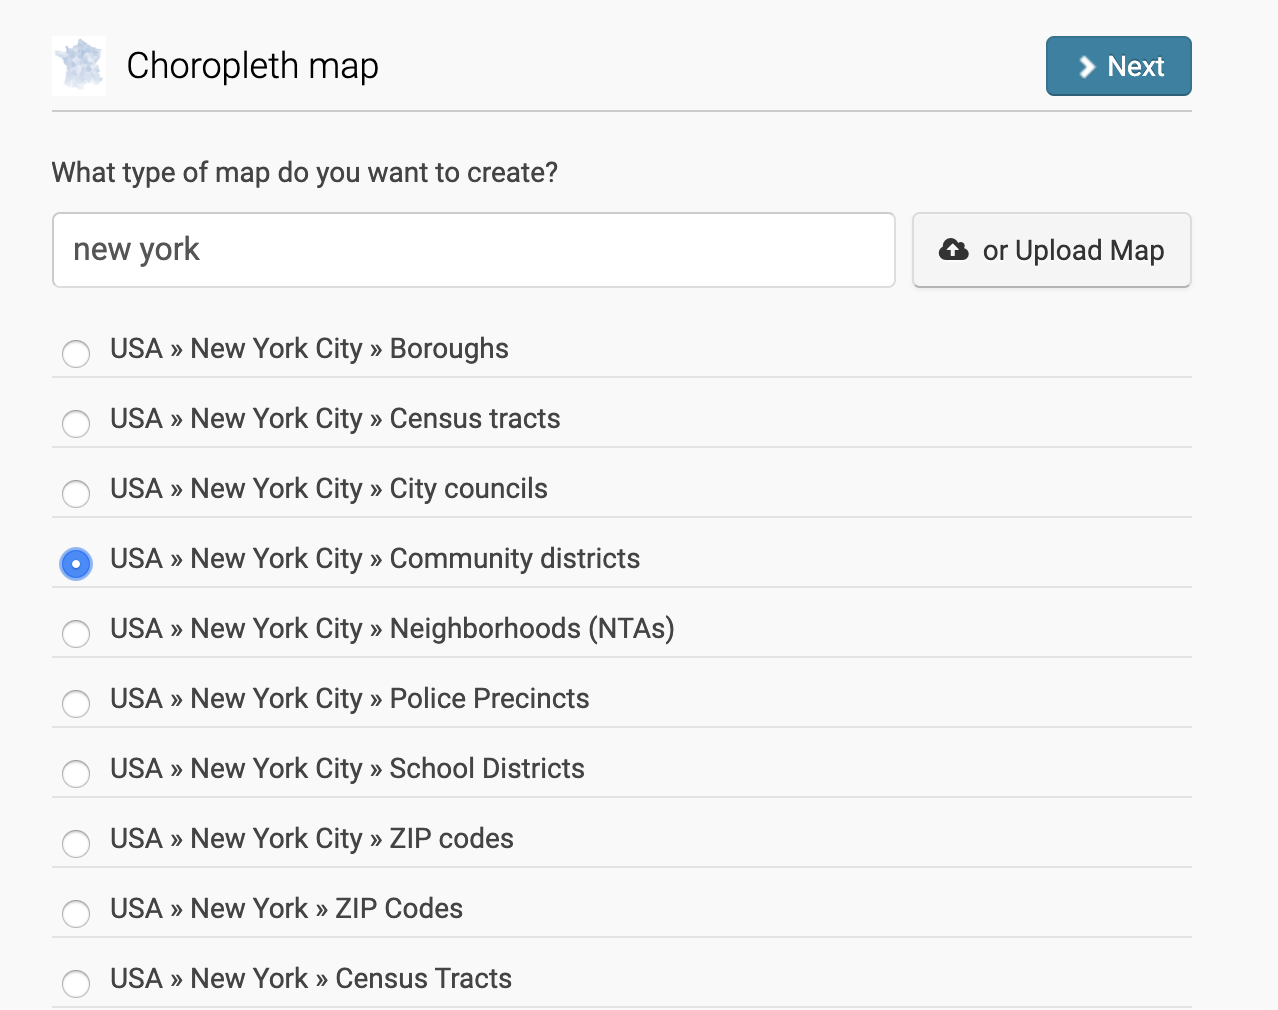 Choropleth map
Next
What type of map do you want to create?
new york
or Upload Map
USA » New York City » Boroughs
USA » New York City » Census tracts
USA » New York City » City councils
USA » New York City » Community districts
USA » New York City » Neighborhoods (NTAs)
USA » New York City » Police Precincts
USA » New York City » School Districts
USA » New York City » ZIP codes
USA » New York » ZIP Codes
USA » New York » Census Tracts